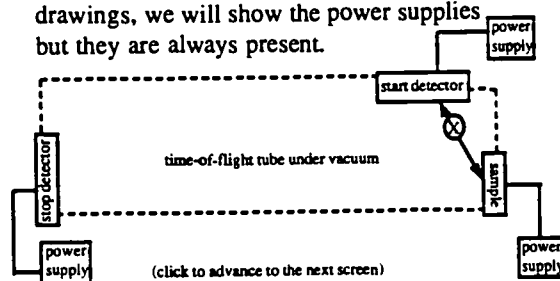 drawings, we will show the power supplies
but they are always present.
power
supply
start detector
X
time-of-flight tube under vacuum
stop detector
sample
power
supply
(click to advance to the next screen)
power
supply